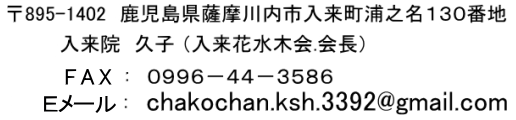 〒895-1402 鹿児島県薩摩川内市入来町浦之名１３０番地
入来院 久子（入来花水木会.会長）
ＦＡＸ： ０９９６－４４－３５８６
Ｅメール： chakochan.ksh.3392@gmail.com